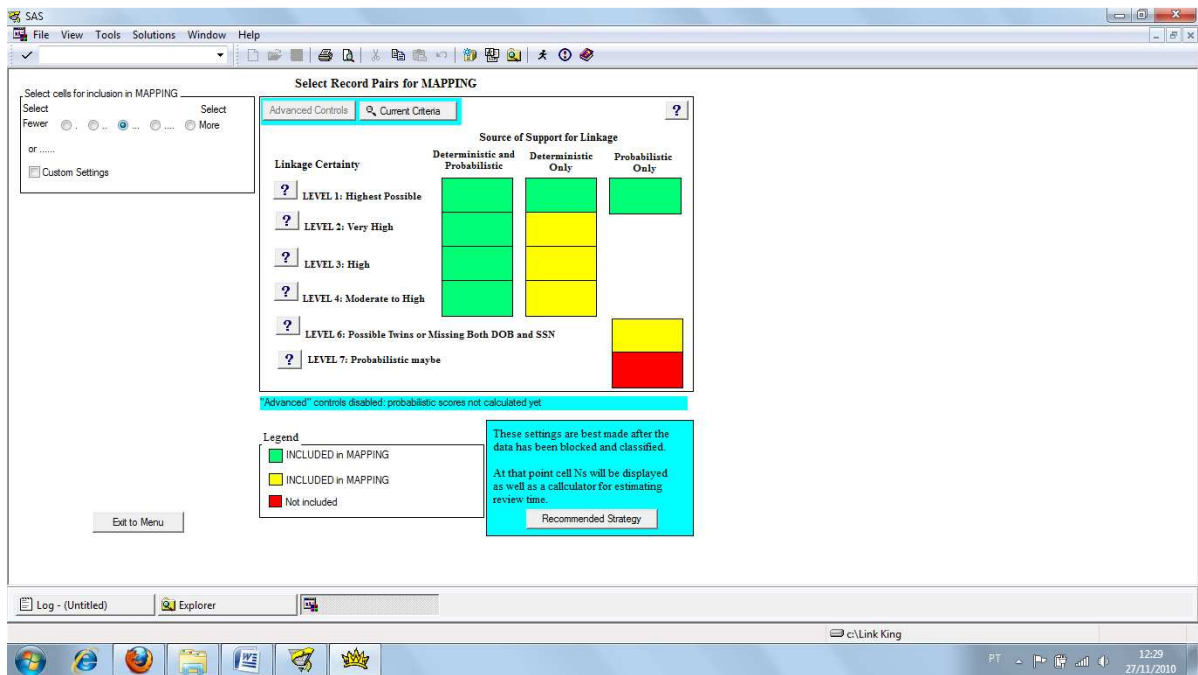 SAS
File View Tools Solutions Window Help
Select Record Pairs for MAPPING
Select cells for inclusion in MAPPING
Select Select
Fewer . .. ... .... More
or ......
Custom Settings
Advanced Controls Current Criteria ?
Source of Support for Linkage
Linkage Certainty
Deterministic and
Probabilistic
Deterministic
Only
Probabilistic
Only
? LEVEL 1: Highest Possible
? LEVEL 2: Very High
? LEVEL 3: High
? LEVEL 4: Moderate to High
? LEVEL 6: Possible Twins or Missing Both DOB and SSN
? LEVEL 7: Probabilistic maybe
"Advanced" controls disabled: probabilistic scores not calculated yet
Legend
INCLUDED in MAPPING
INCLUDED in MAPPING
Not included
These settings are best made after the
data has been blocked and classified.
At that point cell Ns will be displayed
as well as a callculator for estimating
review time.
Recommended Strategy
Exit to Menu
Log - (Untitled) Explorer
c:\Link King
PT 12:29
27/11/2010